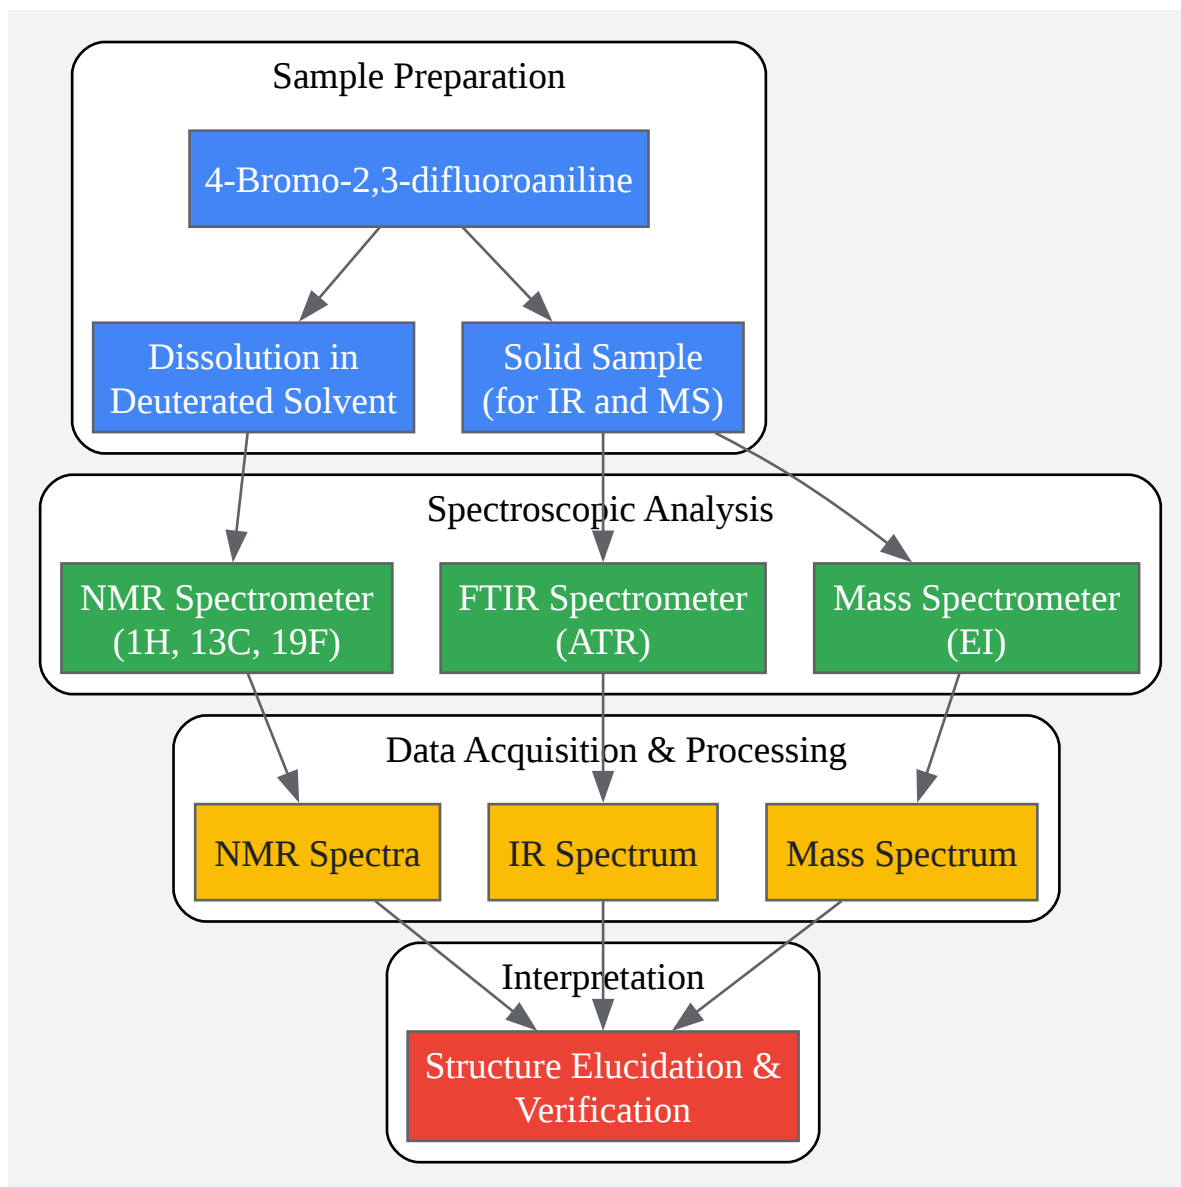 Sample Preparation
4-Bromo-2,3-difluoroaniline
Dissolution in
Deuterated Solvent
Solid Sample
(for IR and MS)
Spectroscopic Analysis
NMR Spectrometer
(1H, 13C, 19F)
FTIR Spectrometer
(ATR)
Mass Spectrometer
(EI)
Data Acquisition & Processing
NMR Spectra
IR Spectrum
Mass Spectrum
Interpretation
Structure Elucidation &
Verification